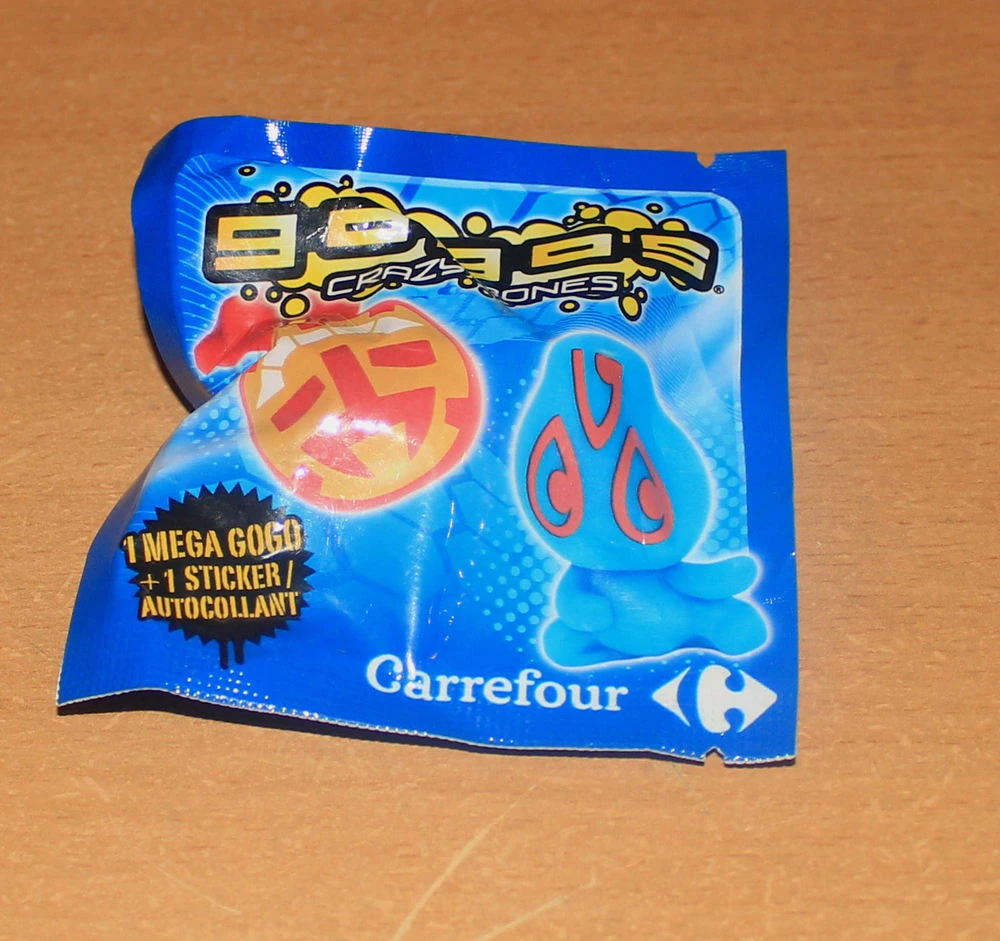 gogo's
CRAZY BONES
®
1 MEGA GOGO
+ 1 STICKER /
AUTOCOLLANT
Carrefour